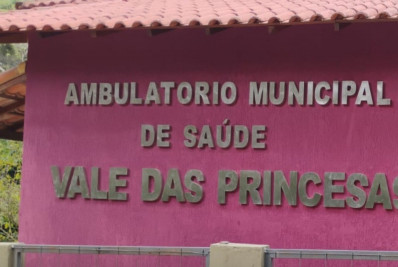 AMBULATORIO MUNICIPAL
DE SAÚDE
VALE DAS PRINCESAS